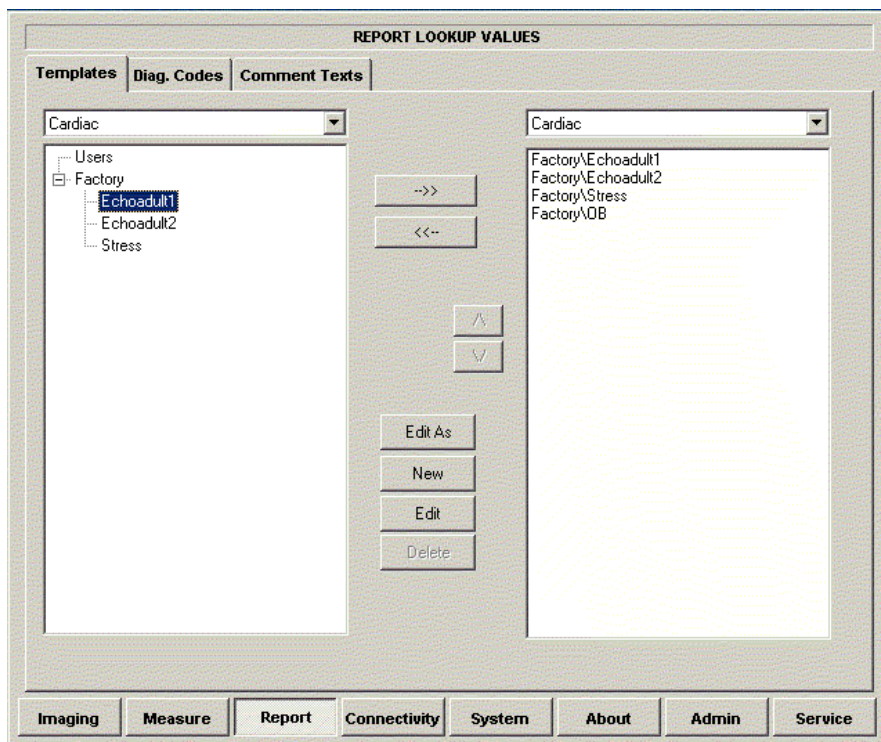 REPORT LOOKUP VALUES
Templates Diag. Codes Comment Texts
Cardiac
Users
Factory
Echoadult1
Echoadult2
Stress
-->>
<<--
/\
\/
Edit As
New
Edit
Delete
Cardiac
Factory\Echoadult1
Factory\Echoadult2
Factory\Stress
Factory\OB
Imaging Measure Report Connectivity System About Admin Service